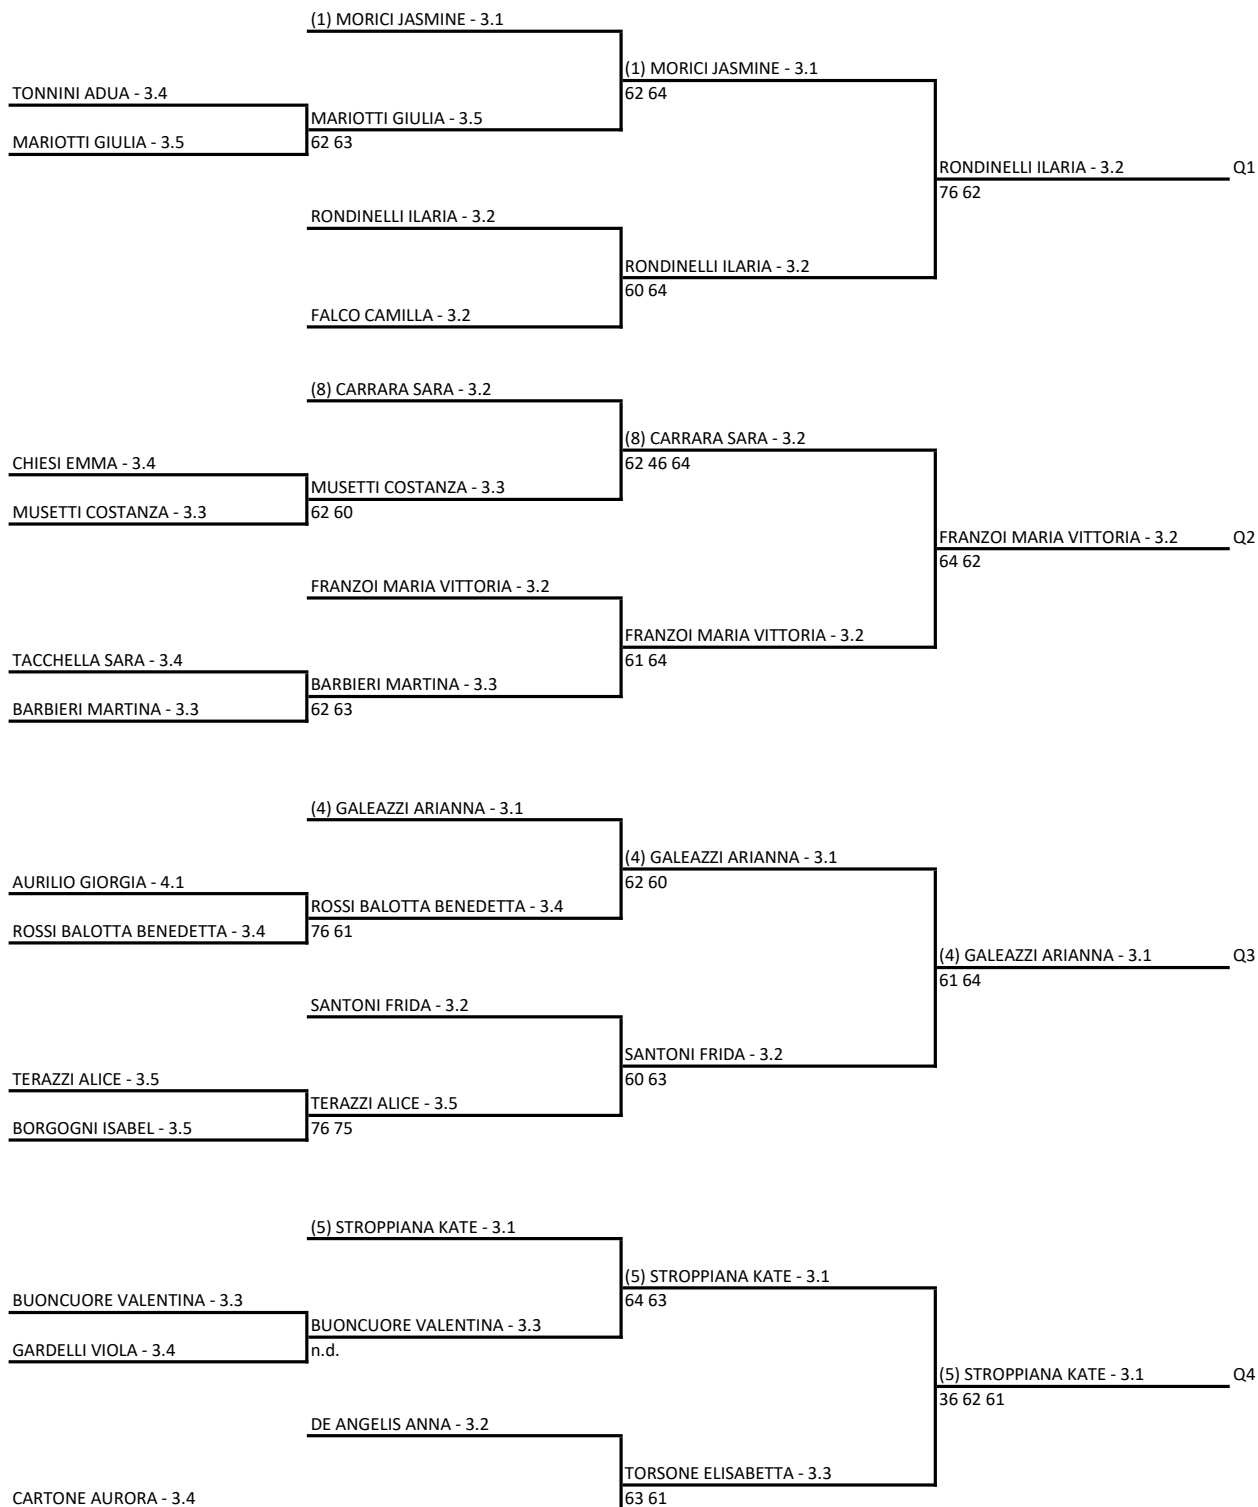 (1) MORICI JASMINE - 3.1
(1) MORICI JASMINE - 3.1
TONNINI ADUA - 3.4
62 64
MARIOTTI GIULIA - 3.5
MARIOTTI GIULIA - 3.5
62 63
RONDINELLI ILARIA - 3.2
Q1
76 62
RONDINELLI ILARIA - 3.2
RONDINELLI ILARIA - 3.2
60 64
FALCO CAMILLA - 3.2
(8) CARRARA SARA - 3.2
(8) CARRARA SARA - 3.2
CHIESI EMMA - 3.4
62 46 64
MUSETTI COSTANZA - 3.3
MUSETTI COSTANZA - 3.3
62 60
FRANZOI MARIA VITTORIA - 3.2
Q2
64 62
FRANZOI MARIA VITTORIA - 3.2
FRANZOI MARIA VITTORIA - 3.2
TACCHELLA SARA - 3.4
61 64
BARBIERI MARTINA - 3.3
BARBIERI MARTINA - 3.3
62 63
(4) GALEAZZI ARIANNA - 3.1
(4) GALEAZZI ARIANNA - 3.1
AURILIO GIORGIA - 4.1
62 60
ROSSI BALOTTA BENEDETTA - 3.4
ROSSI BALOTTA BENEDETTA - 3.4
76 61
(4) GALEAZZI ARIANNA - 3.1
Q3
61 64
SANTONI FRIDA - 3.2
SANTONI FRIDA - 3.2
TERAZZI ALICE - 3.5
60 63
TERAZZI ALICE - 3.5
BORGOGNI ISABEL - 3.5
76 75
(5) STROPPIANA KATE - 3.1
(5) STROPPIANA KATE - 3.1
BUONCUORE VALENTINA - 3.3
64 63
BUONCUORE VALENTINA - 3.3
GARDELLI VIOLA - 3.4
n.d.
(5) STROPPIANA KATE - 3.1
Q4
36 62 61
DE ANGELIS ANNA - 3.2
TORSONE ELISABETTA - 3.3
CARTONE AURORA - 3.4
63 61